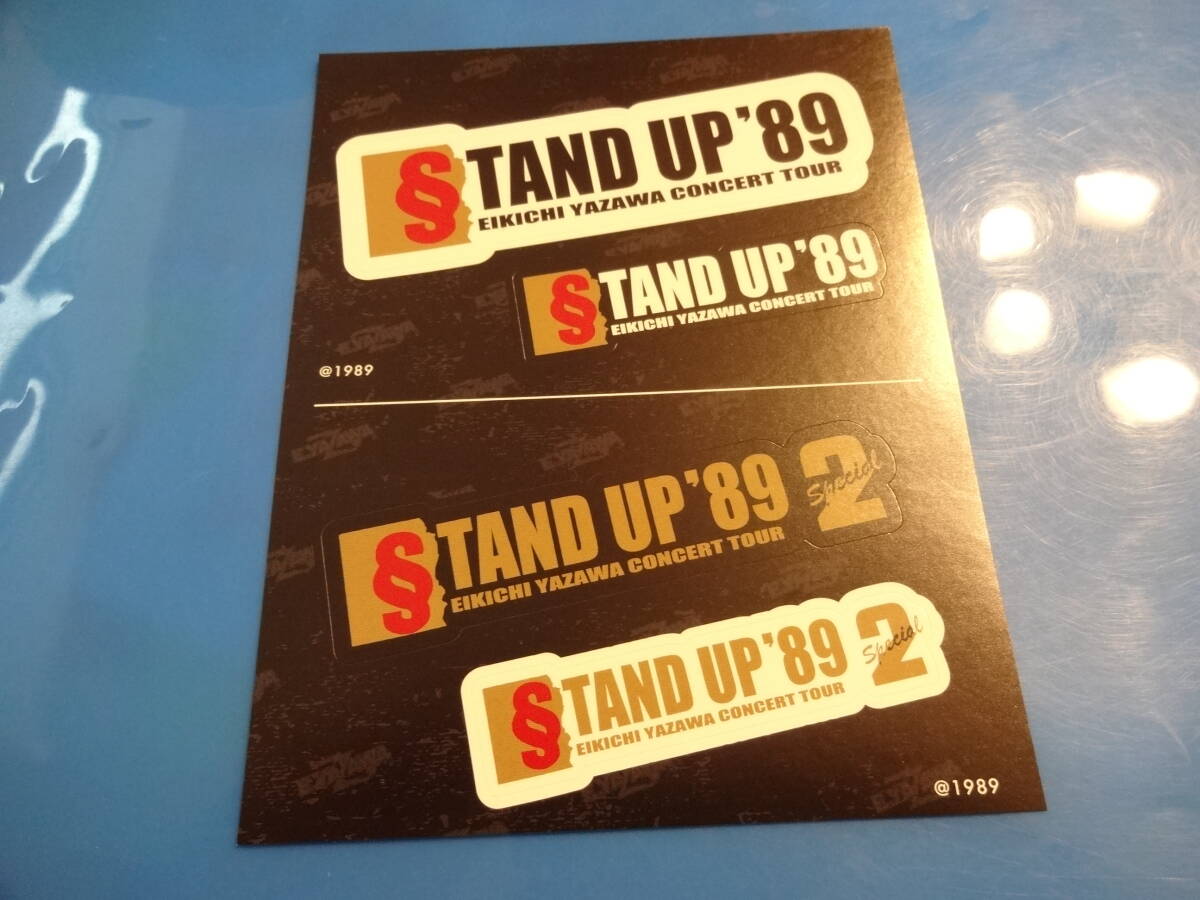 §TAND UP '89
EIKICHI YAZAWA CONCERT TOUR
§TAND UP '89
EIKICHI YAZAWA CONCERT TOUR
@1989
§TAND UP '89 2 Special
EIKICHI YAZAWA CONCERT TOUR
§TAND UP '89 2 Special
EIKICHI YAZAWA CONCERT TOUR
@1989